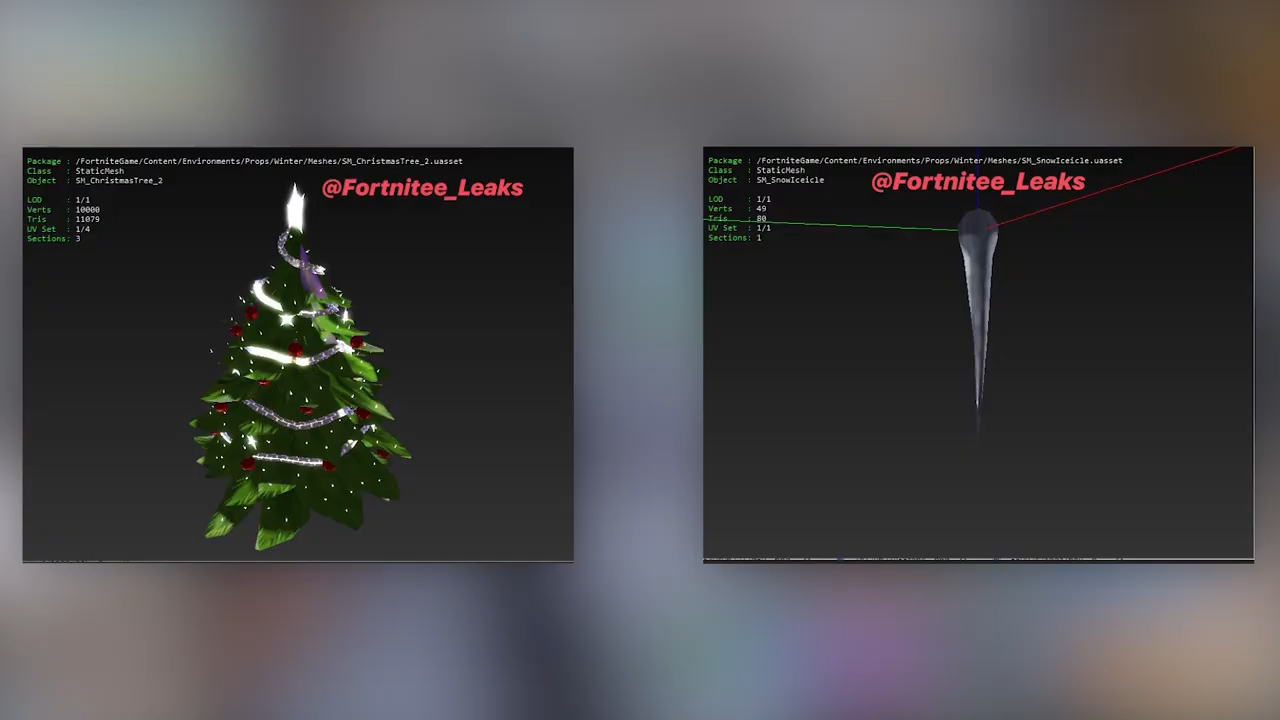 Package : /FortniteGame/Content/Environments/Props/Winter/Meshes/SM_ChristmasTree_2.uasset
Class : StaticMesh
Object : SM_ChristmasTree_2
@Fortnitee_Leaks
LOD : 1/1
Verts : 10000
Tris : 11079
UV Set : 1/4
Sections: 3
Package : /FortniteGame/Content/Environments/Props/Winter/Meshes/SM_SnowIceicle.uasset
Class : StaticMesh
Object : SM_SnowIceicle
@Fortnitee_Leaks
LOD : 1/1
Verts : 49
Tris : 80
UV Set : 1/1
Sections: 1